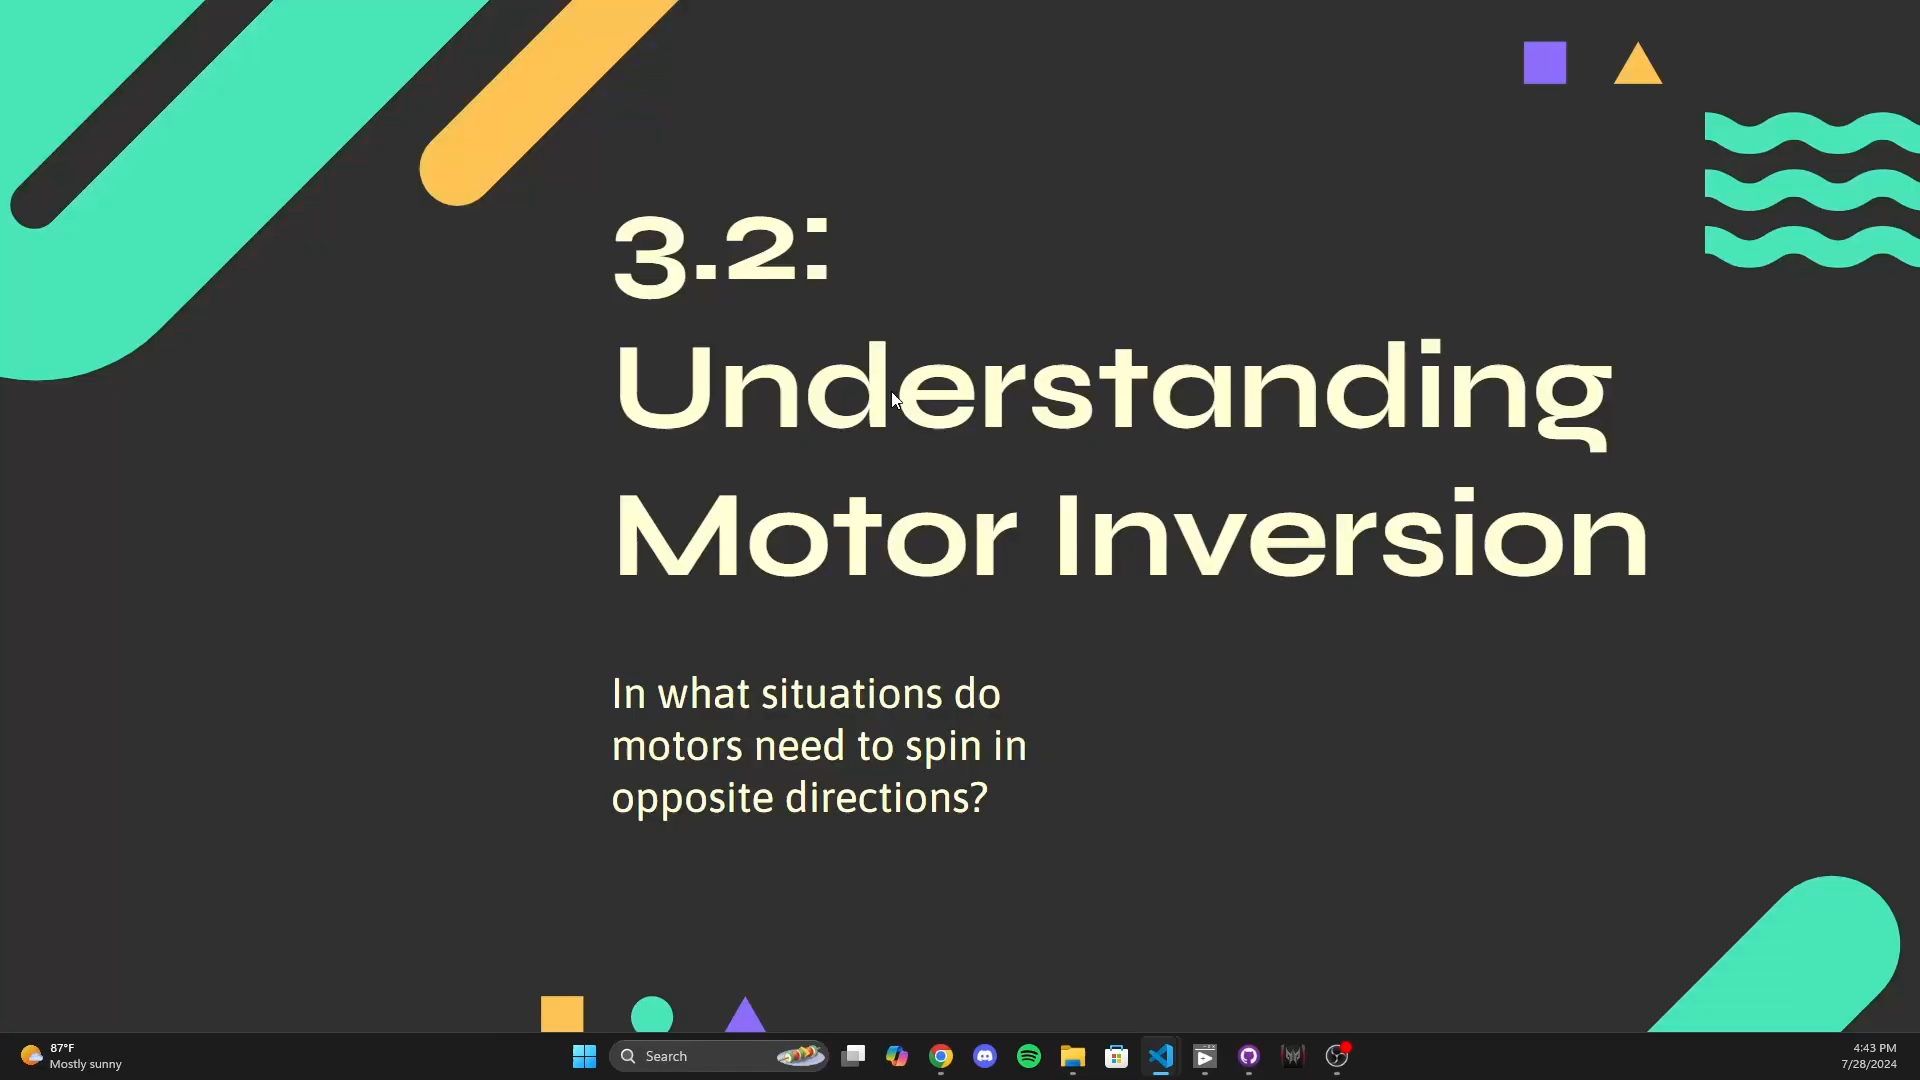 3.2:
Understanding
Motor Inversion
In what situations do
motors need to spin in
opposite directions?
87°F
Mostly sunny
Search
4:43 PM
7/28/2024